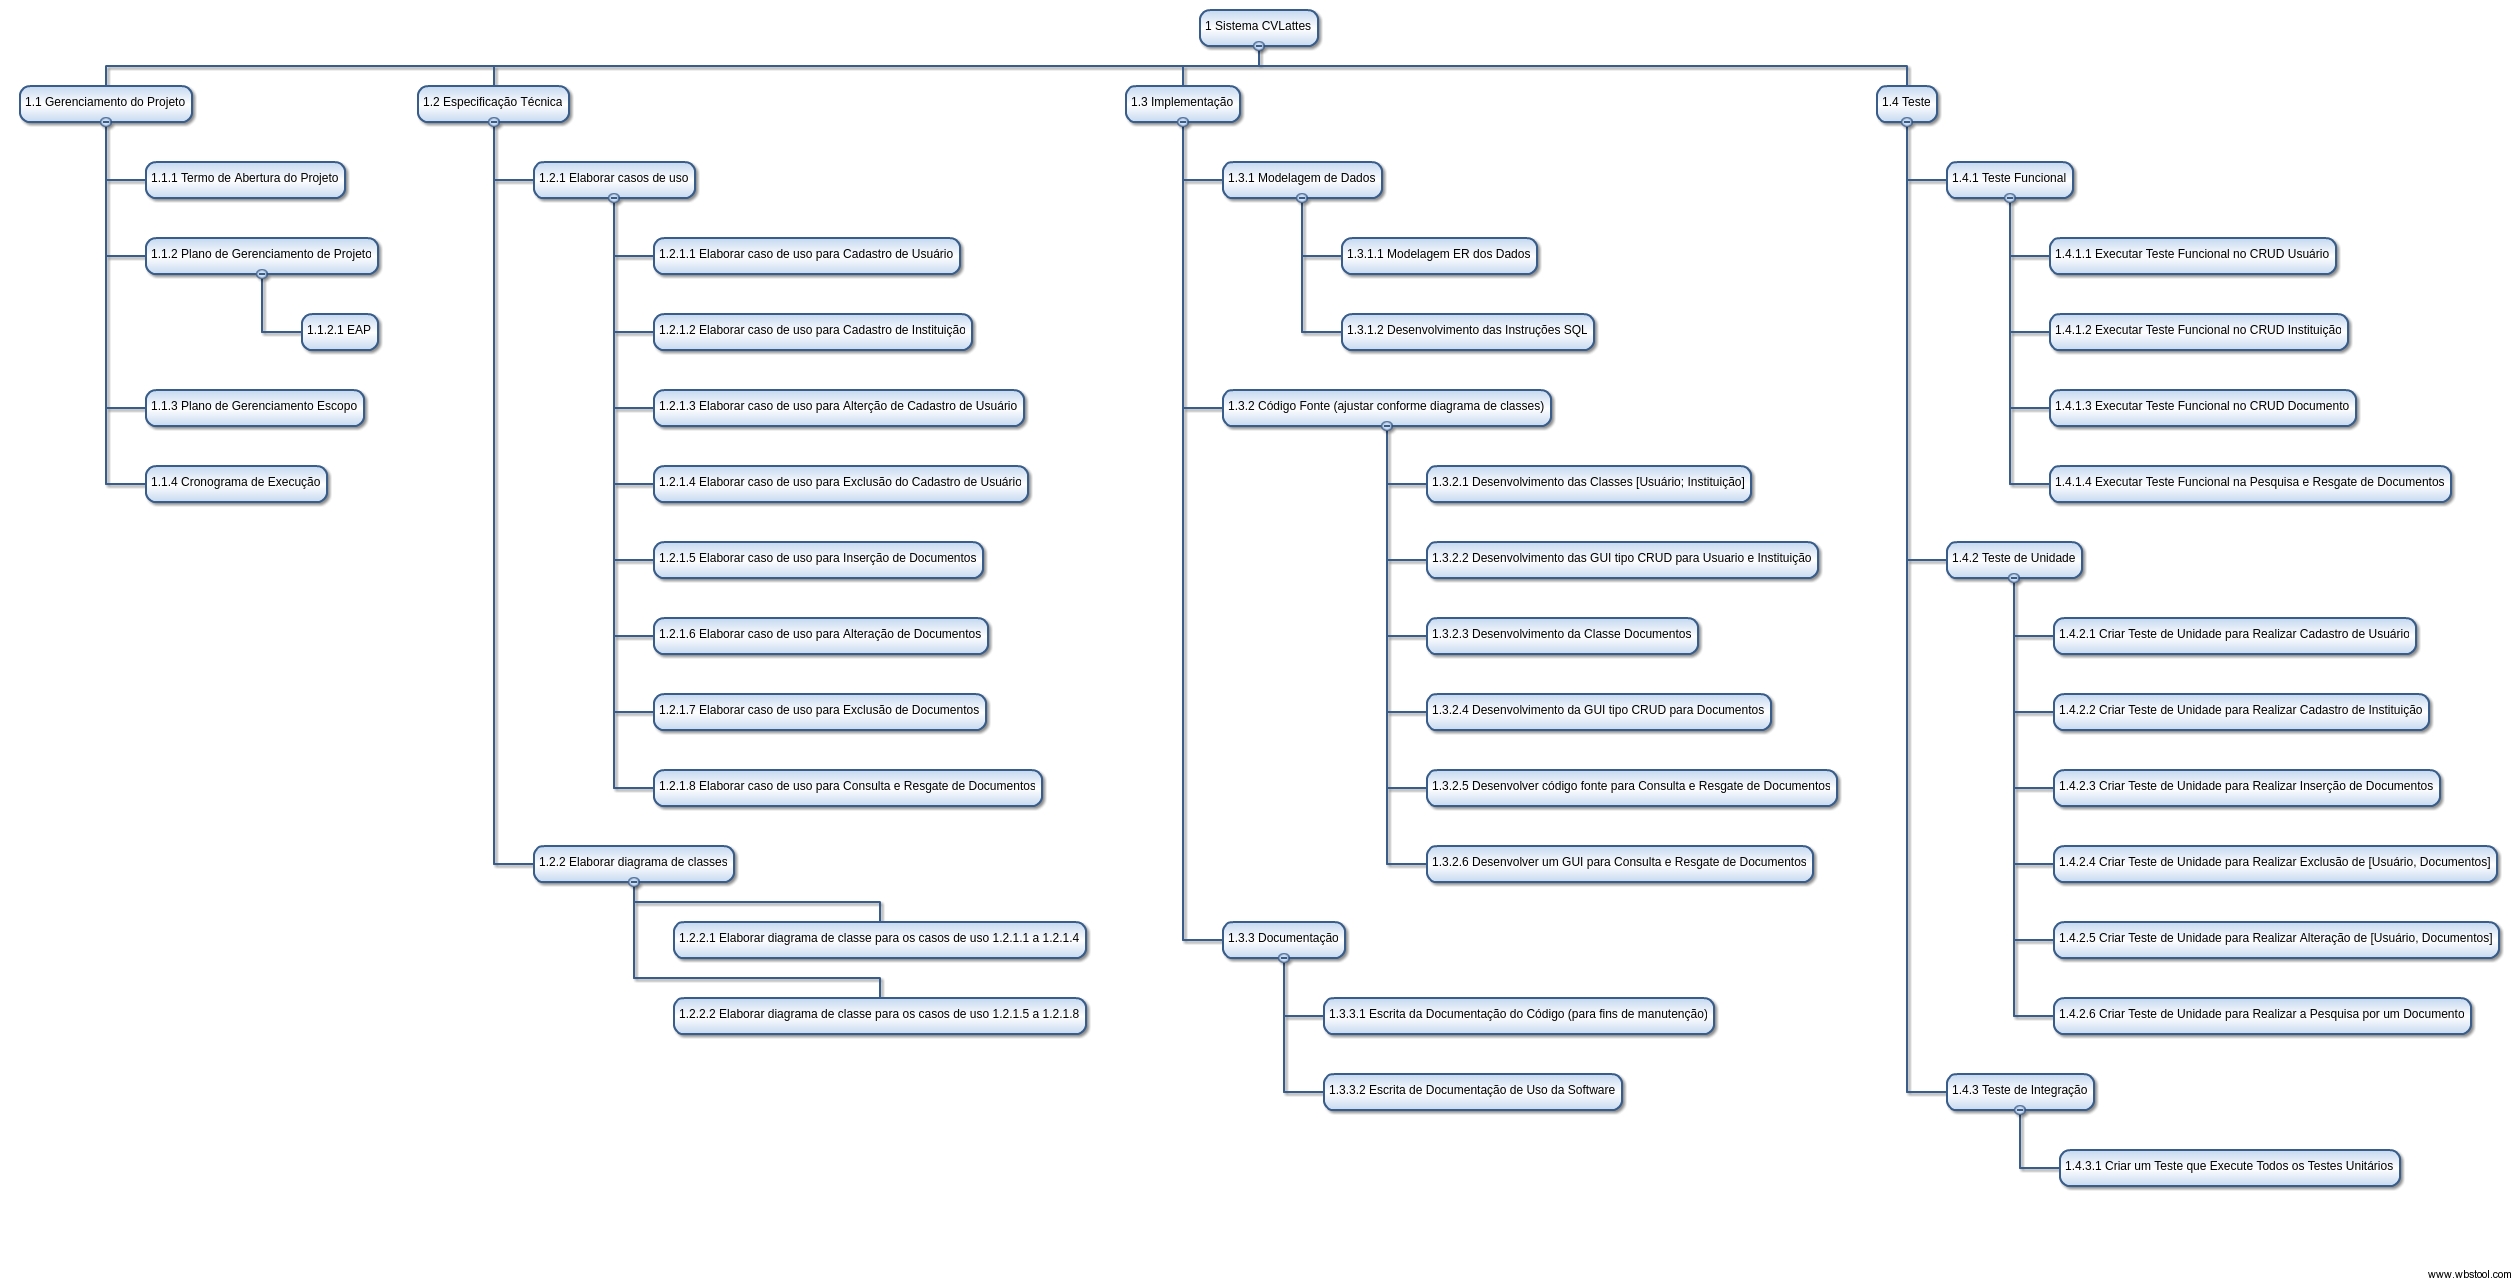 1 Sistema CVLattes
1.1 Gerenciamento do Projeto
1.1.1 Termo de Abertura do Projeto
1.1.2 Plano de Gerenciamento de Projeto
1.1.2.1 EAP
1.1.3 Plano de Gerenciamento Escopo
1.1.4 Cronograma de Execução
1.2 Especificação Técnica
1.2.1 Elaborar casos de uso
1.2.1.1 Elaborar caso de uso para Cadastro de Usuário
1.2.1.2 Elaborar caso de uso para Cadastro de Instituição
1.2.1.3 Elaborar caso de uso para Alterção de Cadastro de Usuário
1.2.1.4 Elaborar caso de uso para Exclusão do Cadastro de Usuário
1.2.1.5 Elaborar caso de uso para Inserção de Documentos
1.2.1.6 Elaborar caso de uso para Alteração de Documentos
1.2.1.7 Elaborar caso de uso para Exclusão de Documentos
1.2.1.8 Elaborar caso de uso para Consulta e Resgate de Documentos
1.2.2 Elaborar diagrama de classes
1.2.2.1 Elaborar diagrama de classe para os casos de uso 1.2.1.1 a 1.2.1.4
1.2.2.2 Elaborar diagrama de classe para os casos de uso 1.2.1.5 a 1.2.1.8
1.3 Implementação
1.3.1 Modelagem de Dados
1.3.1.1 Modelagem ER dos Dados
1.3.1.2 Desenvolvimento das Instruções SQL
1.3.2 Código Fonte (ajustar conforme diagrama de classes)
1.3.2.1 Desenvolvimento das Classes [Usuário; Instituição]
1.3.2.2 Desenvolvimento das GUI tipo CRUD para Usuario e Instituição
1.3.2.3 Desenvolvimento da Classe Documentos
1.3.2.4 Desenvolvimento da GUI tipo CRUD para Documentos
1.3.2.5 Desenvolver código fonte para Consulta e Resgate de Documentos
1.3.2.6 Desenvolver um GUI para Consulta e Resgate de Documentos
1.3.3 Documentação
1.3.3.1 Escrita da Documentação do Código (para fins de manutenção)
1.3.3.2 Escrita de Documentação de Uso da Software
1.4 Teste
1.4.1 Teste Funcional
1.4.1.1 Executar Teste Funcional no CRUD Usuário
1.4.1.2 Executar Teste Funcional no CRUD Instituição
1.4.1.3 Executar Teste Funcional no CRUD Documento
1.4.1.4 Executar Teste Funcional na Pesquisa e Resgate de Documentos
1.4.2 Teste de Unidade
1.4.2.1 Criar Teste de Unidade para Realizar Cadastro de Usuário
1.4.2.2 Criar Teste de Unidade para Realizar Cadastro de Instituição
1.4.2.3 Criar Teste de Unidade para Realizar Inserção de Documentos
1.4.2.4 Criar Teste de Unidade para Realizar Exclusão de [Usuário, Documentos]
1.4.2.5 Criar Teste de Unidade para Realizar Alteração de [Usuário, Documentos]
1.4.2.6 Criar Teste de Unidade para Realizar a Pesquisa por um Documento
1.4.3 Teste de Integração
1.4.3.1 Criar um Teste que Execute Todos os Testes Unitários
www.wbstool.com